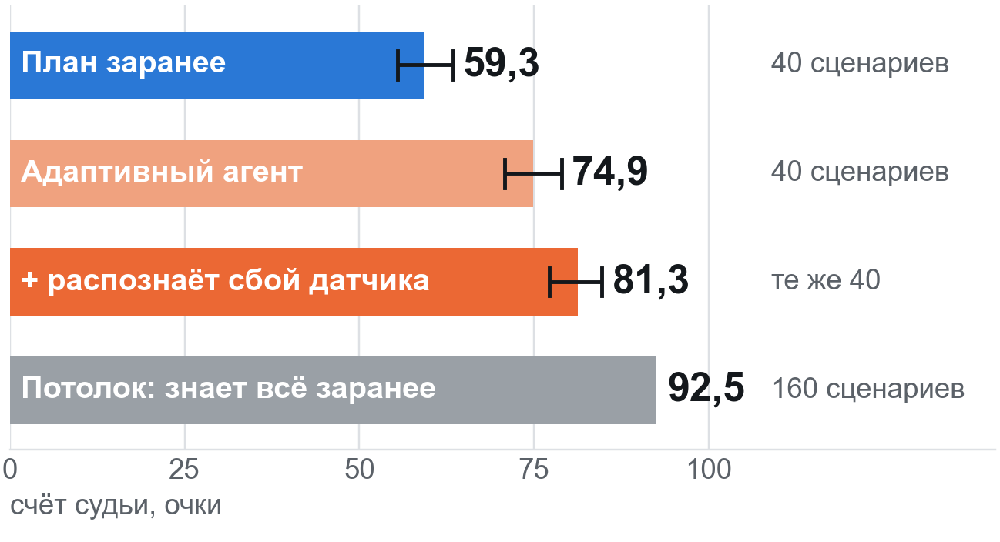 План заранее 59,3 40 сценариев
Адаптивный агент 74,9 40 сценариев
+ распознаёт сбой датчика 81,3 те же 40
Потолок: знает всё заранее 92,5 160 сценариев
0 25 50 75 100
счёт судьи, очки